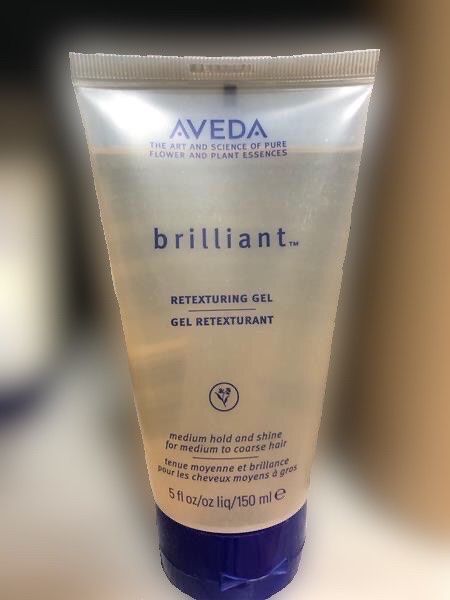 AVEDA
THE ART AND SCIENCE OF PURE
FLOWER AND PLANT ESSENCES
brilliant™
RETEXTURING GEL
GEL RETEXTURANT
medium hold and shine
for medium to coarse hair
tenue moyenne et brillance
pour les cheveux moyens à gros
5 fl oz/oz liq/150 ml ℮